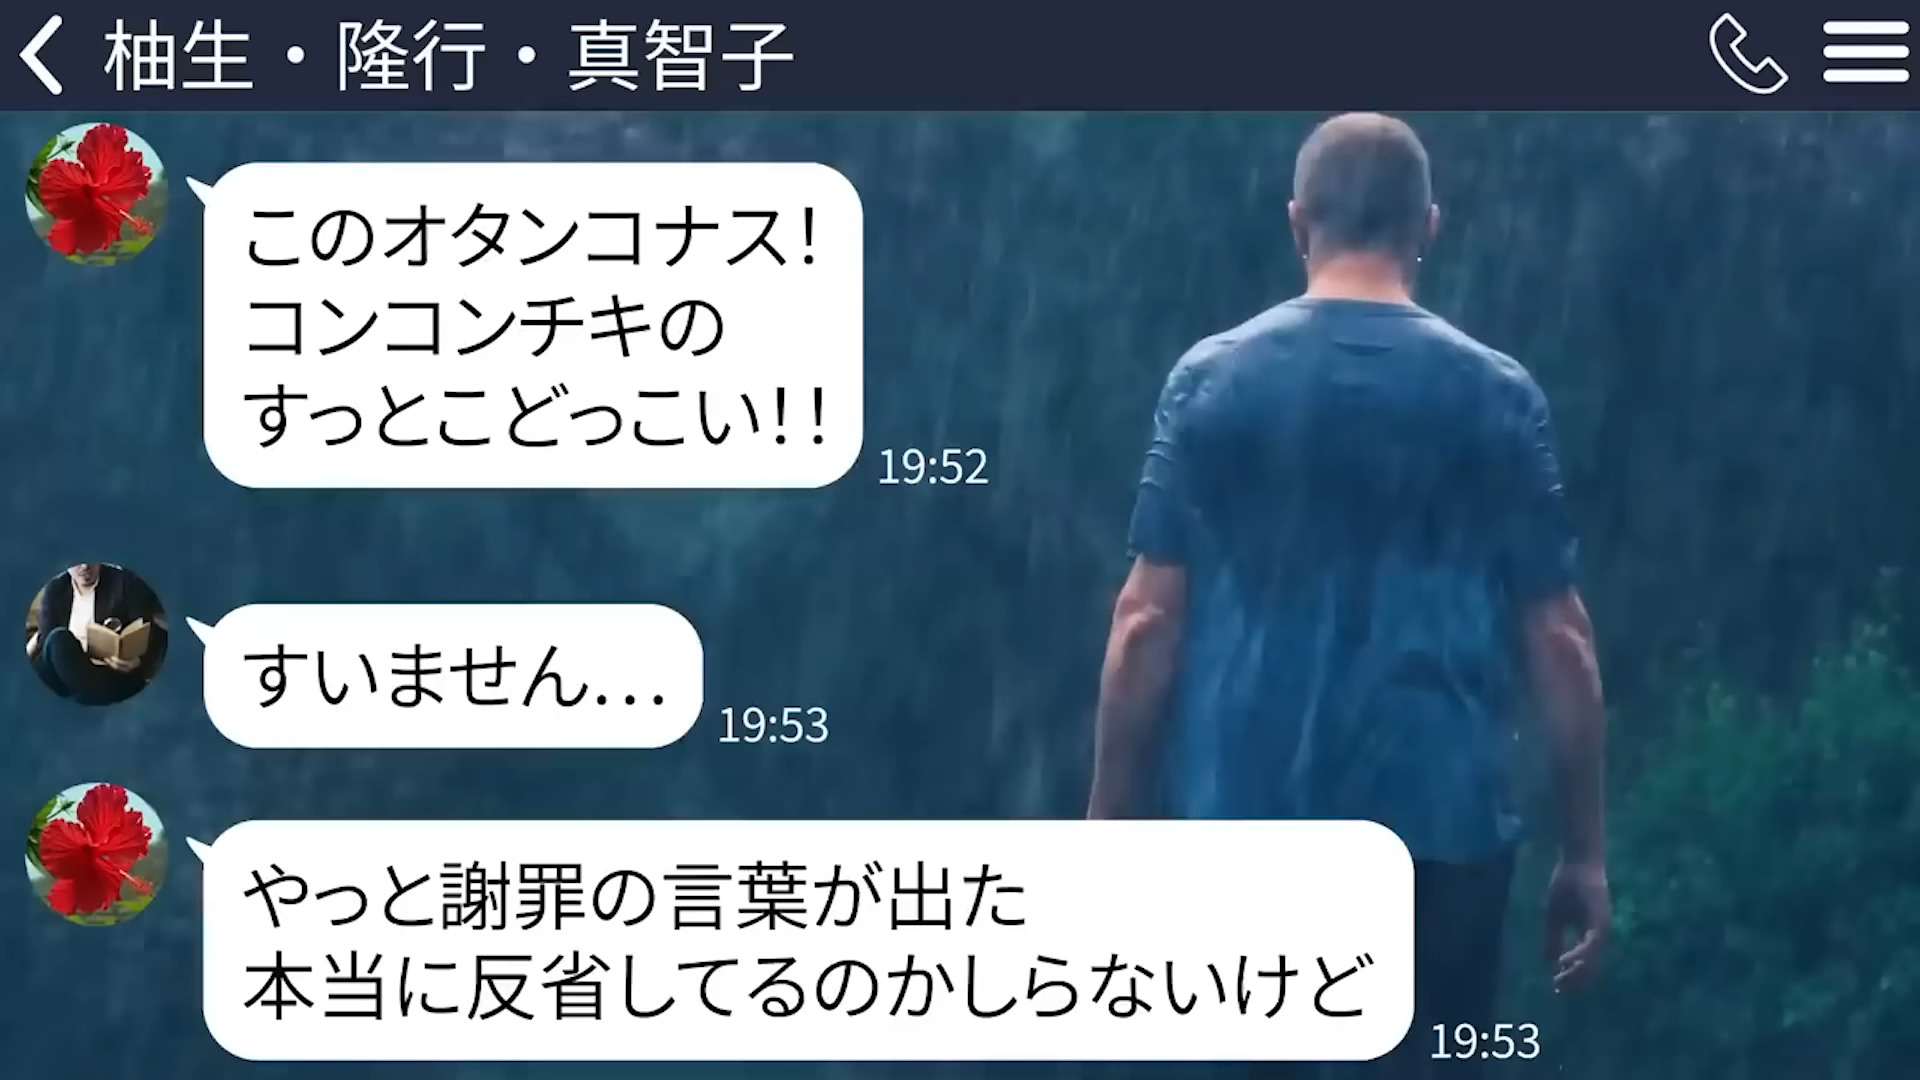 柚生・隆行・真智子
このオタンコナス！
コンコンチキの
すっとこどっこい！！
19:52
すいません…
19:53
やっと謝罪の言葉が出た
本当に反省してるのかしらないけど
19:53